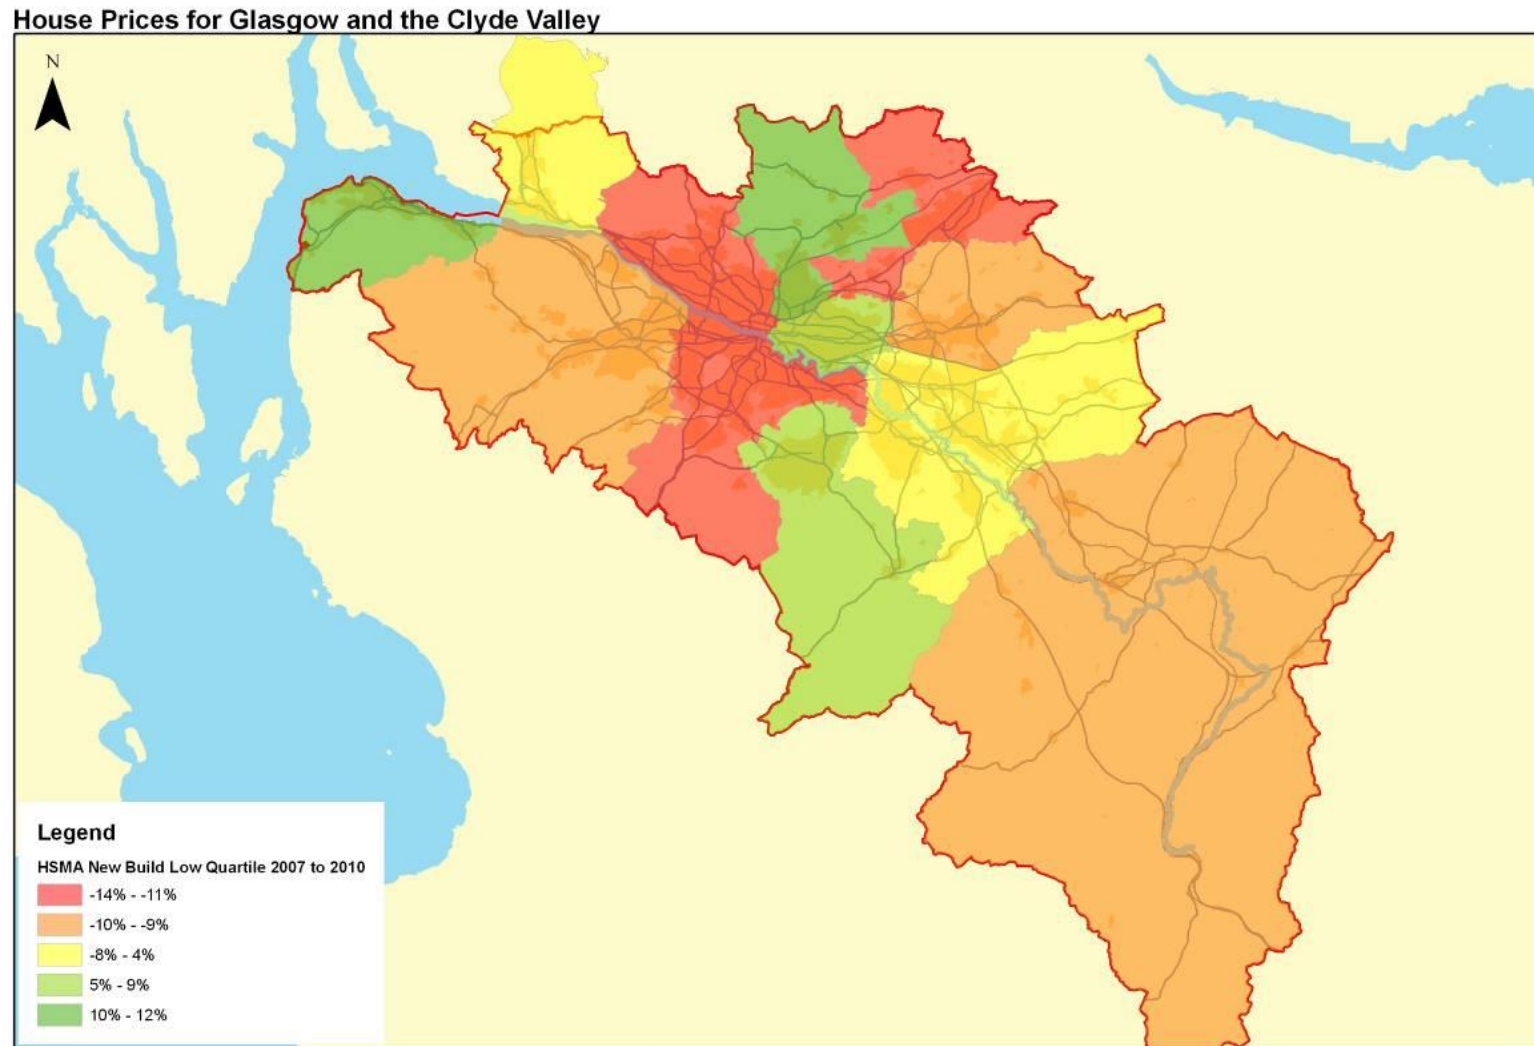 House Prices for Glasgow and the Clyde Valley
N
Legend
HSMA New Build Low Quartile 2007 to 2010
-14% - -11%
-10% - -9%
-8% - 4%
5% - 9%
10% - 12%